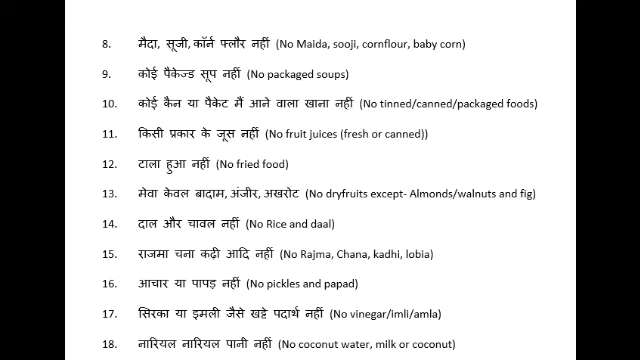 8. मैदा, सूजी, कॉर्न फ्लौर नहीं (No Maida, sooji, cornflour, baby corn)
9. कोई पैकेज्ड सूप नहीं (No packaged soups)
10. कोई कैन या पैकेट मैं आने वाला खाना नहीं (No tinned/canned/packaged foods)
11. किसी प्रकार के जूस नहीं (No fruit juices (fresh or canned))
12. टाला हुआ नहीं (No fried food)
13. मेवा केवल बादाम, अंजीर, अखरोट (No dryfruits except- Almonds/walnuts and fig)
14. दाल और चावल नहीं (No Rice and daal)
15. राजमा चना कढ़ी आदि नहीं (No Rajma, Chana, kadhi, lobia)
16. आचार या पापड़ नहीं (No pickles and papad)
17. सिरका या इमली जैसे खट्टे पदार्थ नहीं (No vinegar/imli/amla)
18. नारियल नारियल पानी नहीं (No coconut water, milk or coconut)